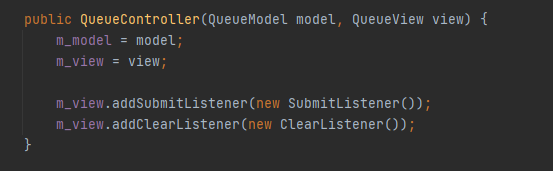 public QueueController(QueueModel model, QueueView view) {
    m_model = model;
    m_view = view;

    m_view.addSubmitListener(new SubmitListener());
    m_view.addClearListener(new ClearListener());
}